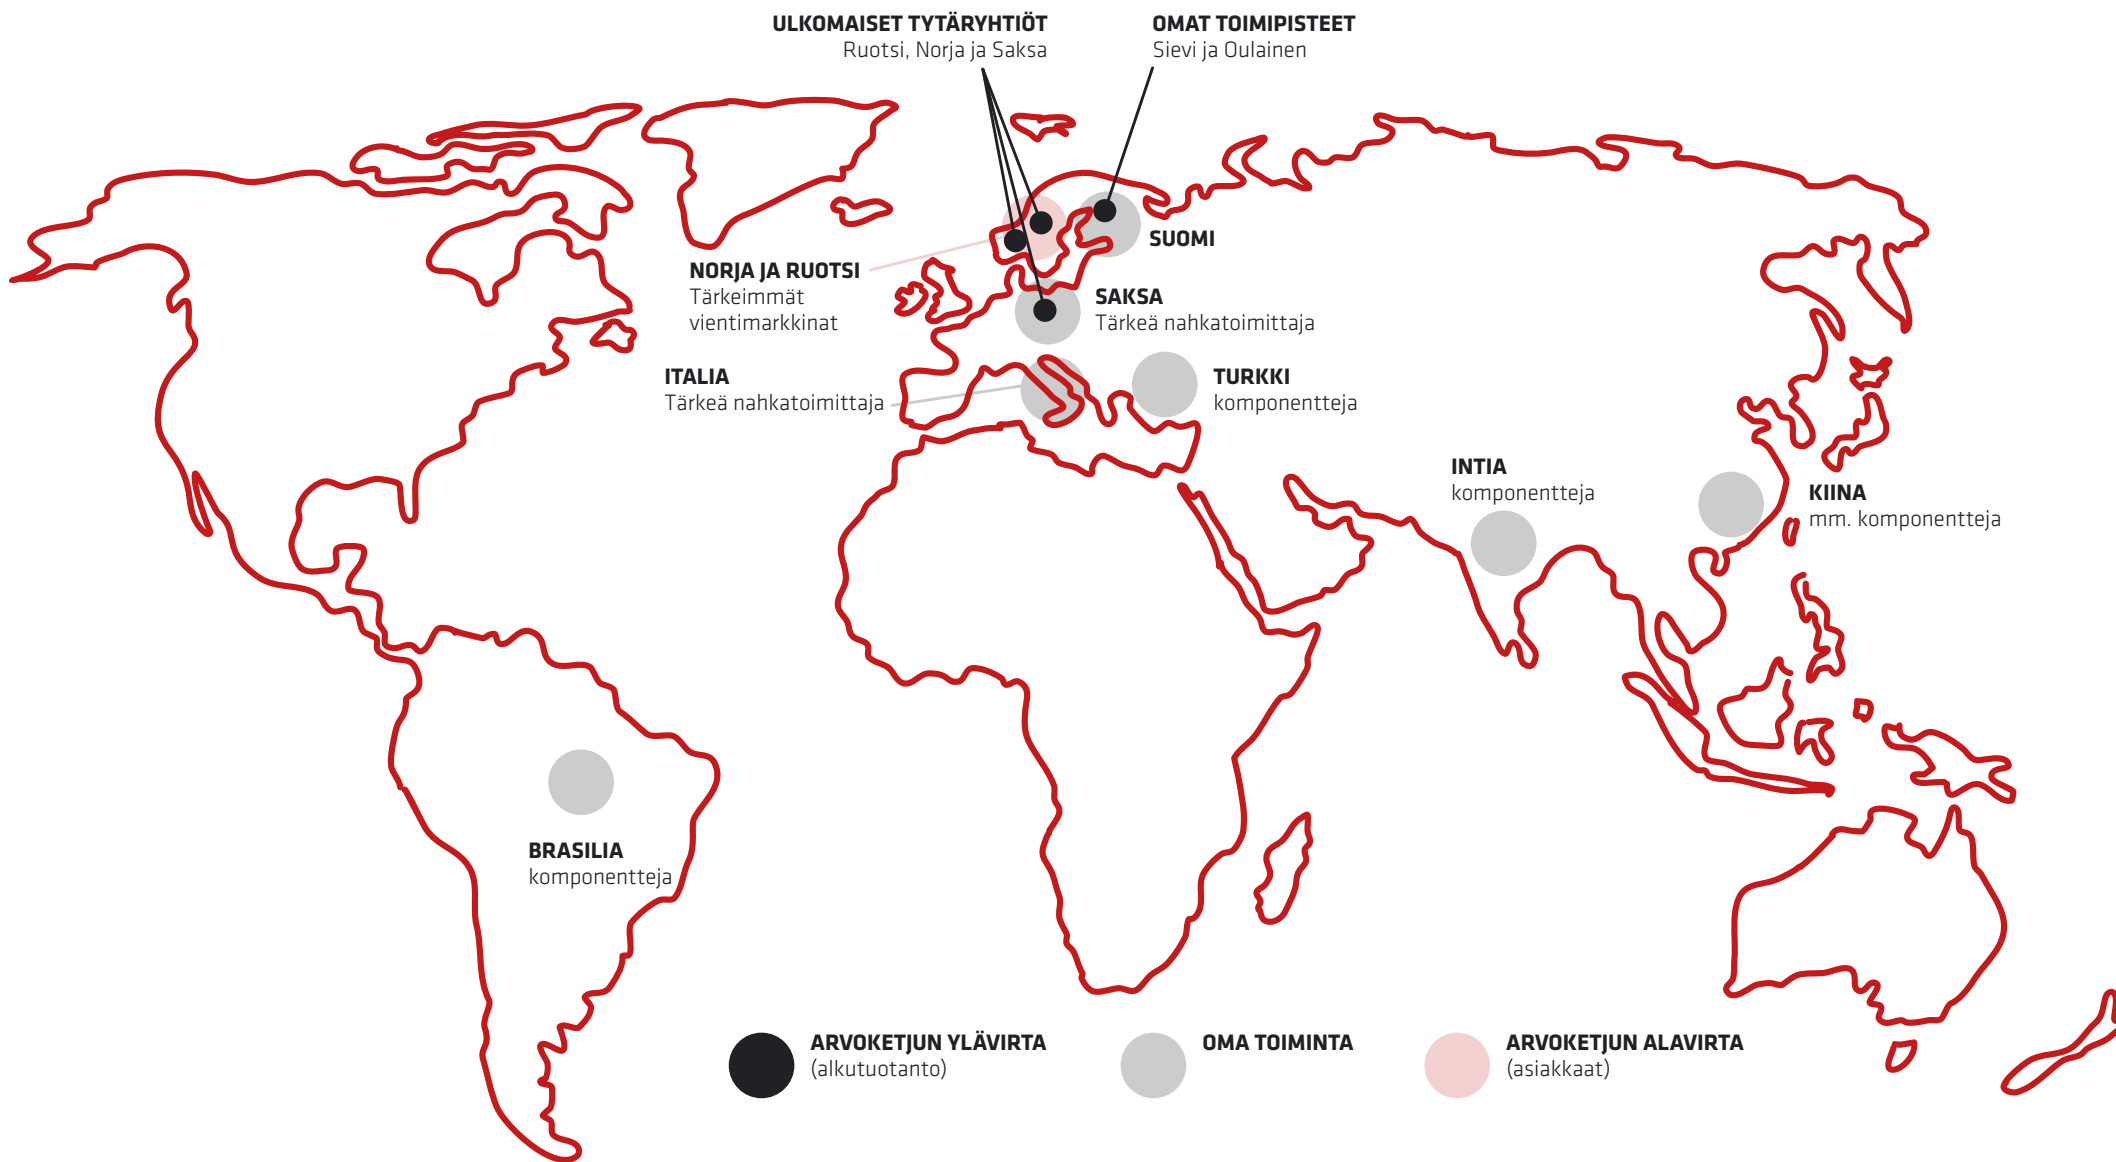 ULKOMAISET TYTÄRYHTIÖT
Ruotsi, Norja ja Saksa
OMAT TOIMIPISTEET
Sievi ja Oulainen
SUOMI
NORJA JA RUOTSI
Tärkeimmät
vientimarkkinat
SAKSA
Tärkeä nahkatoimittaja
ITALIA
Tärkeä nahkatoimittaja
TURKKI
komponentteja
INTIA
komponentteja
KIINA
mm. komponentteja
BRASILIA
komponentteja
ARVOKETJUN YLÄVIRTA
(alkutuotanto)
OMA TOIMINTA
ARVOKETJUN ALAVIRTA
(asiakkaat)